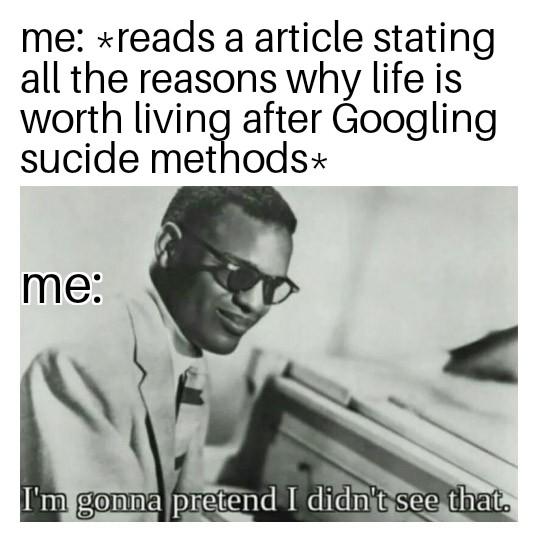 me: *reads a article stating
all the reasons why life is
worth living after Googling
sucide methods*
me:
I'm gonna pretend I didn't see that.